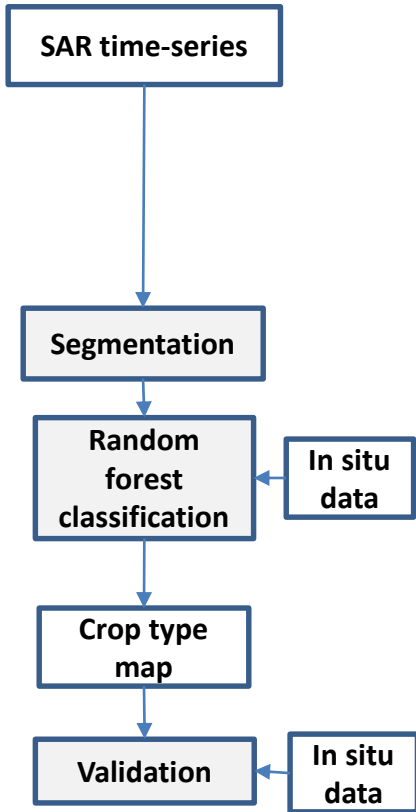 SAR time-series
Segmentation
Random
forest
classification
In situ
data
Crop type
map
Validation
In situ
data